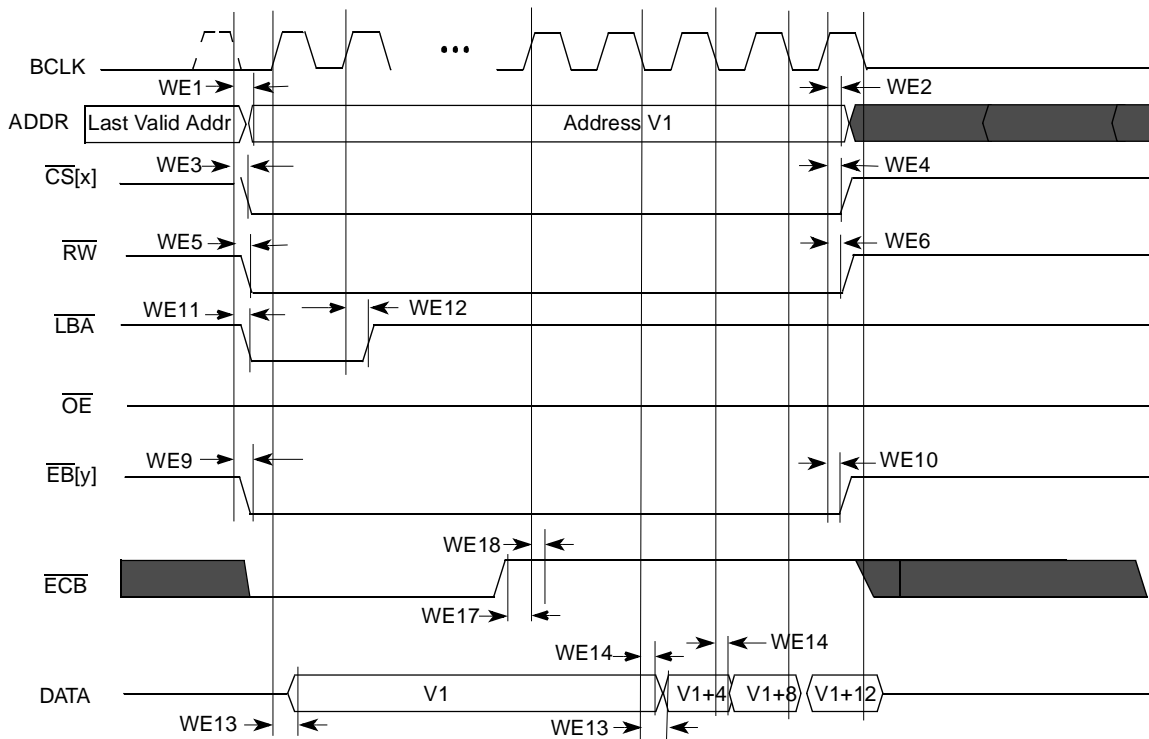 BCLK
•••
WE1
WE2
ADDR
Last Valid Addr
Address V1
WE3
WE4
CS[x]
WE5
WE6
RW
WE11
WE12
LBA
OE
WE9
WE10
EB[y]
WE18
ECB
WE17
WE14
WE14
DATA
V1
V1+4
V1+8
V1+12
WE13
WE13